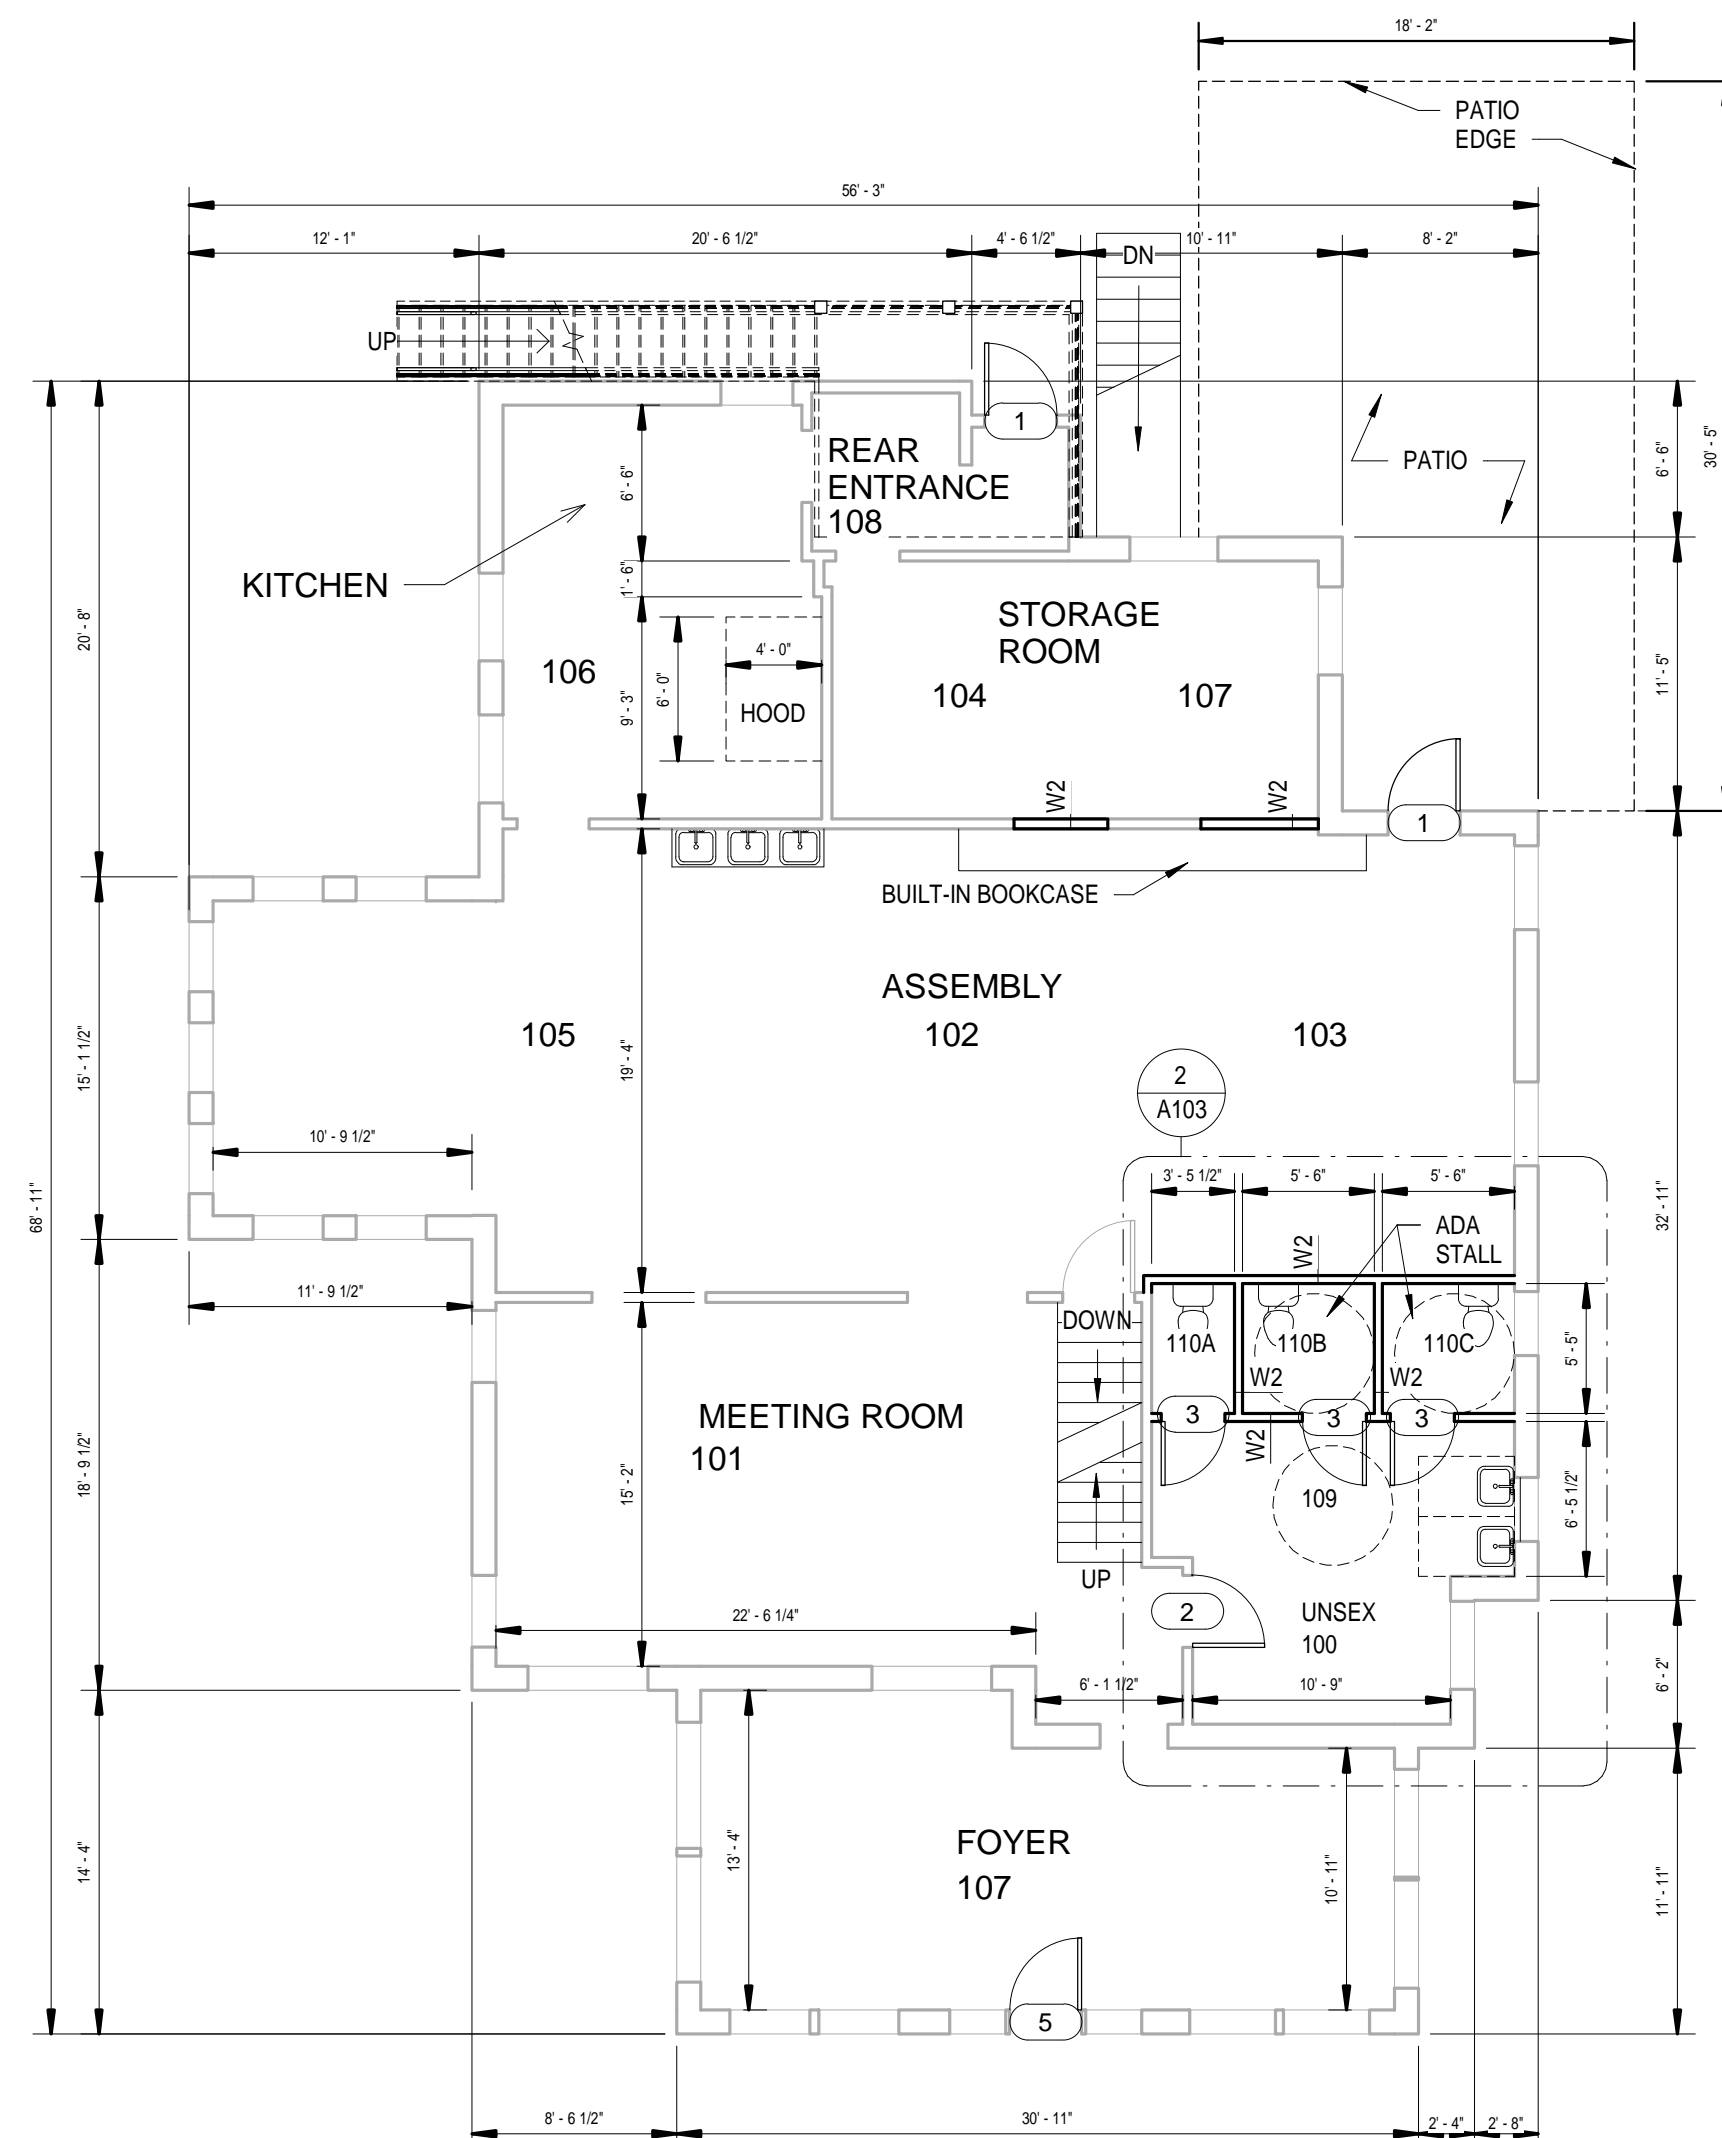 18' - 2"
PATIO
EDGE
56' - 3"
12' - 1"
20' - 6 1/2"
4' - 6 1/2"
10' - 11"
8' - 2"
DN
UP
1
REAR
ENTRANCE
108
PATIO
6' - 6"
6' - 6"
30' - 5"
KITCHEN
1' - 6"
STORAGE
ROOM
20' - 8"
106
4' - 0"
6' - 0"
9' - 3"
HOOD
104
107
11' - 5"
W2
W2
1
BUILT-IN BOOKCASE
ASSEMBLY
105
102
103
15' - 1 1/2"
19' - 4"
2
A103
10' - 9 1/2"
3' - 5 1/2"
5' - 6"
5' - 6"
68' - 11"
32' - 11"
ADA
STALL
W2
11' - 9 1/2"
DOWN
110A
110B
110C
5' - 5"
W2
W2
MEETING ROOM
101
3
3
3
W2
18' - 9 1/2"
15' - 2"
109
6' - 5 1/2"
UP
22' - 6 1/4"
2
UNSEX
100
6' - 1 1/2"
10' - 9"
6' - 2"
FOYER
107
14' - 4"
13' - 4"
10' - 11"
11' - 11"
5
8' - 6 1/2"
30' - 11"
2' - 4"
2' - 8"